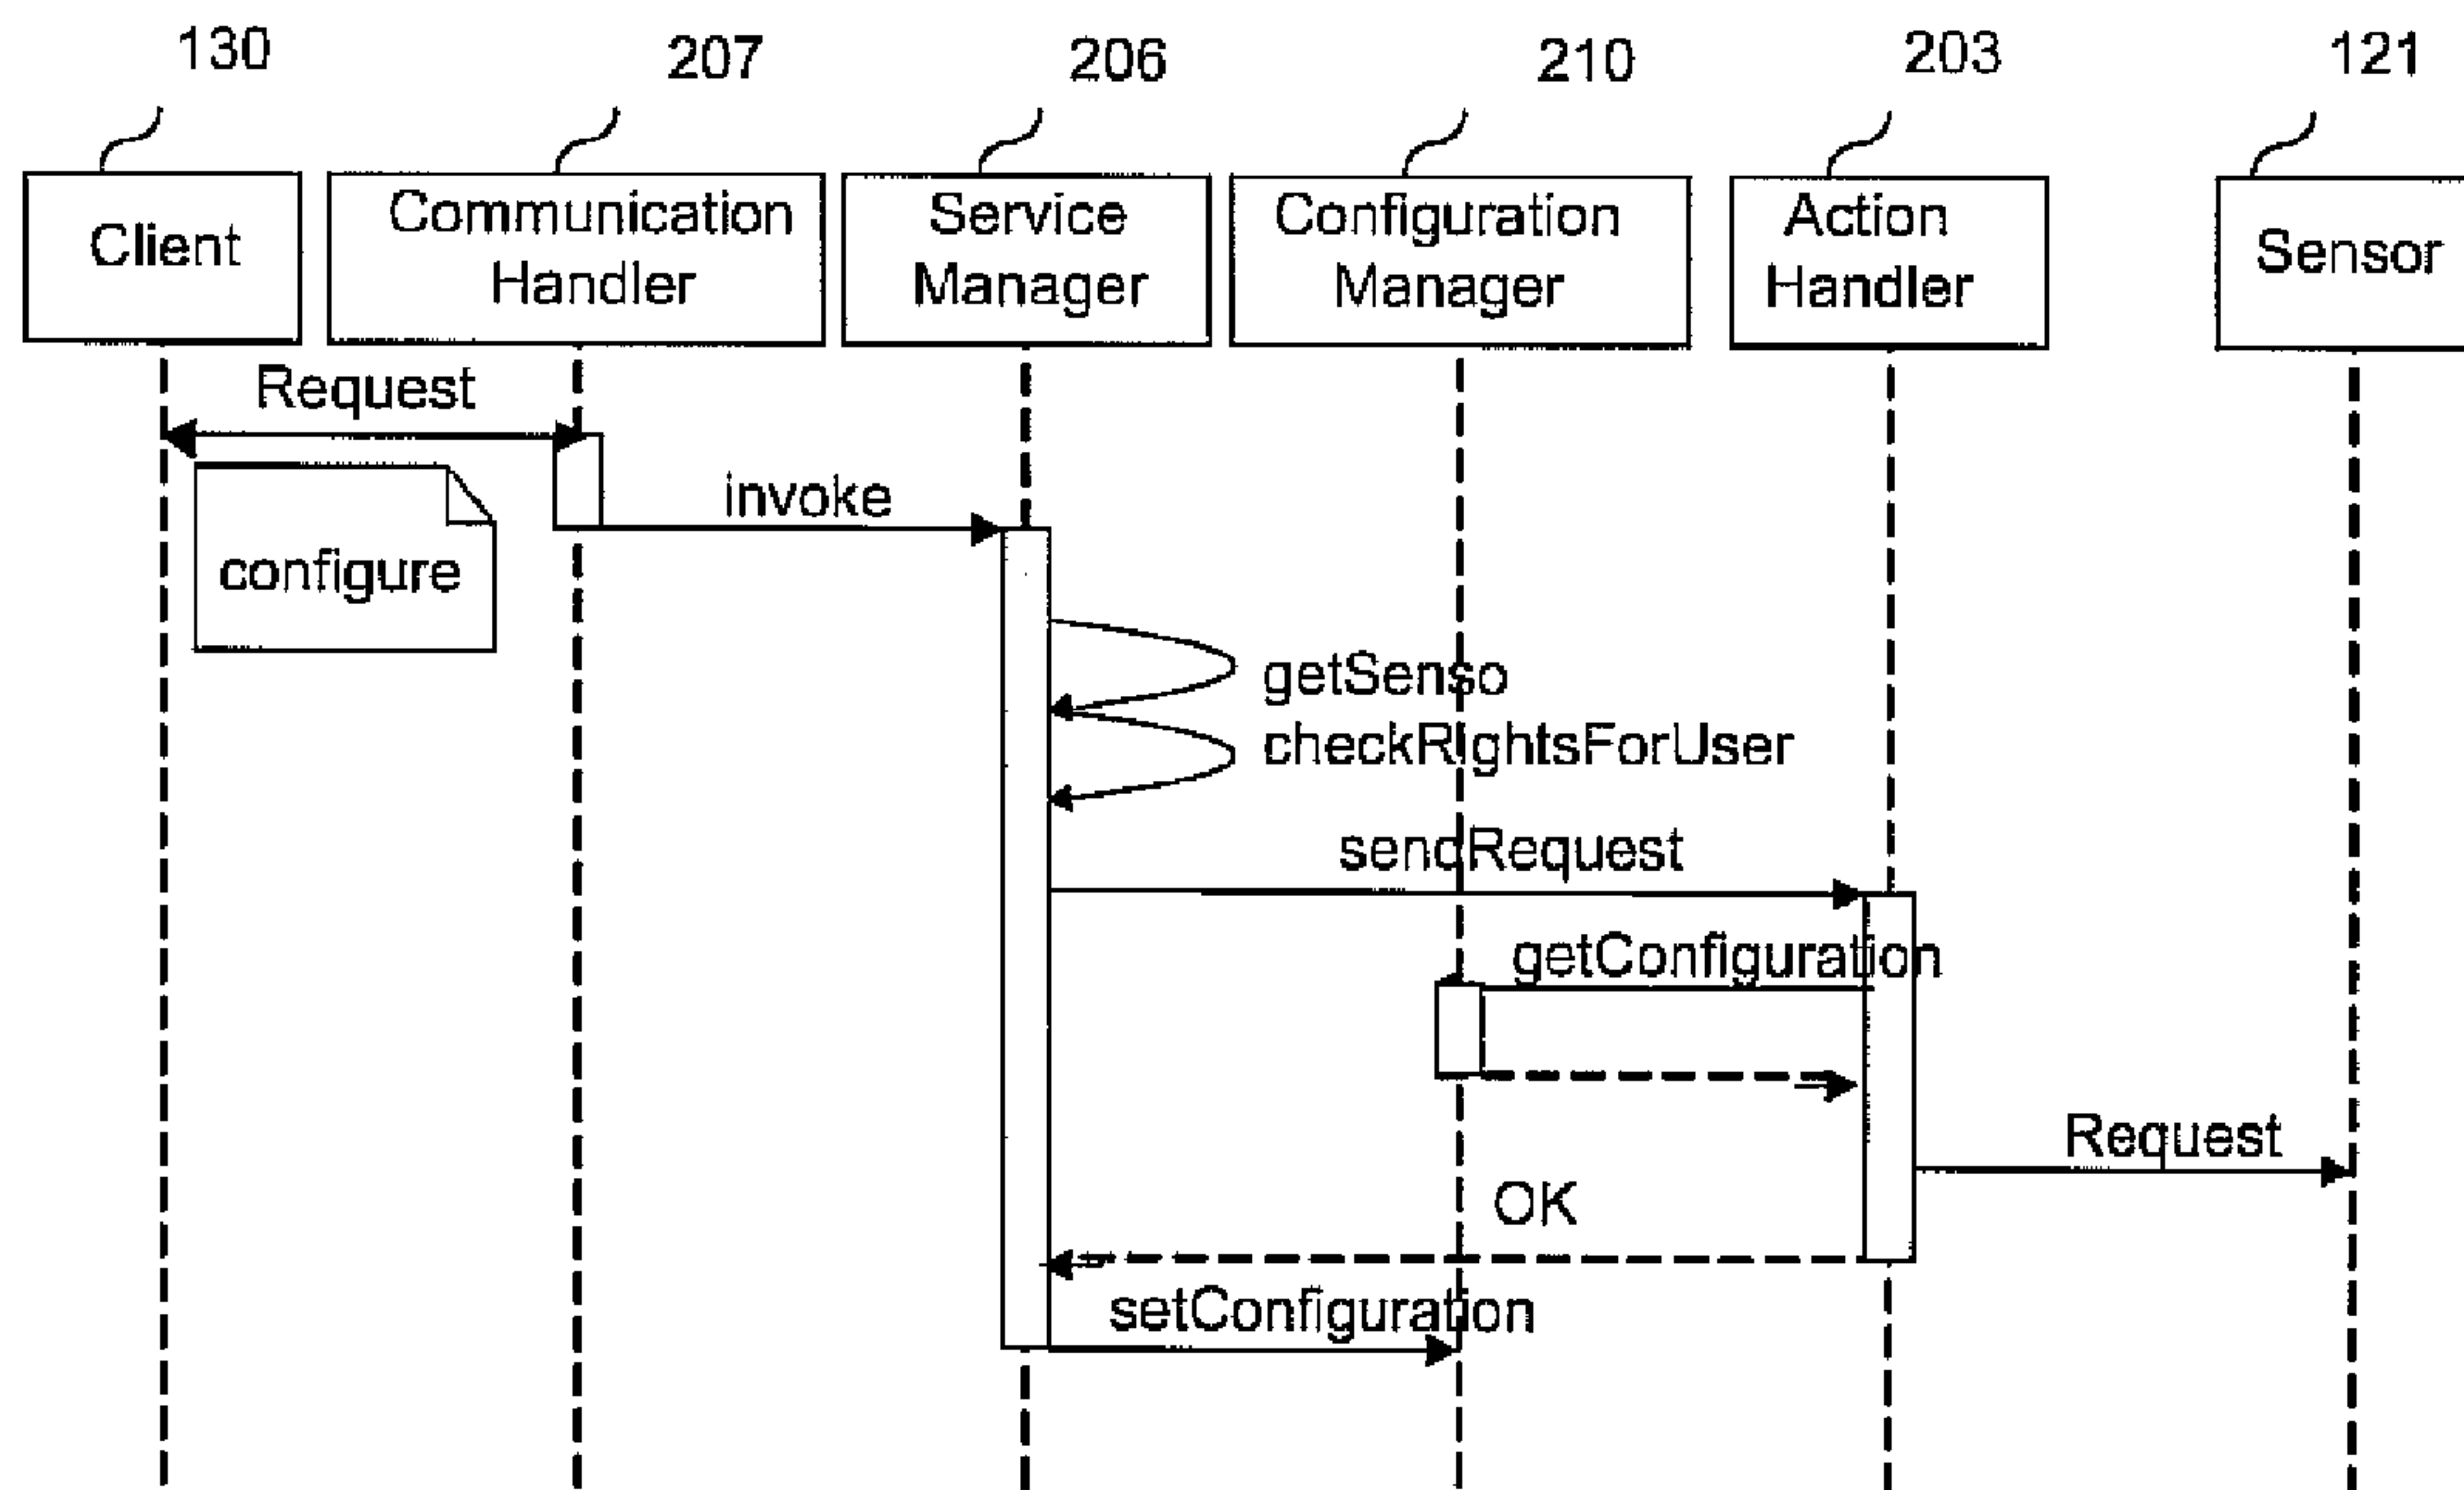 130
207
206
210
203
121
Client
Communication
Handler
Service
Manager
Configuration
Manager
Action
Handler
Sensor
Request
invoke
configure
getSenso
checkRightsForUser
sendRequest
getConfiguration
Request
OK
setConfiguration